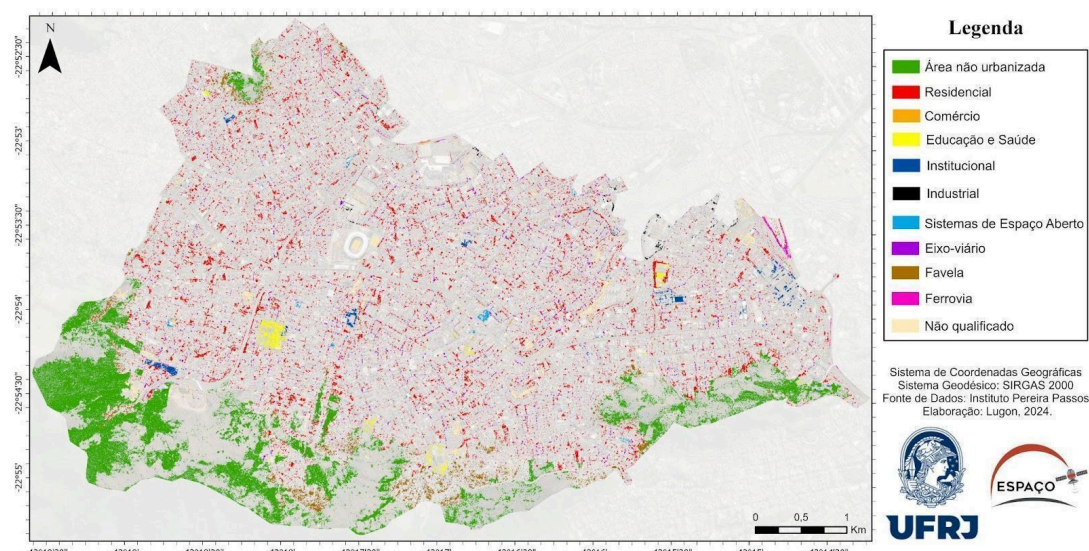 N
-22°52'30"
-22°53'
-22°53'30"
-22°54'
-22°54'30"
-22°55'
0 0,5 1
Km
Legenda
Área não urbanizada
Residencial
Comércio
Educação e Saúde
Institucional
Industrial
Sistemas de Espaço Aberto
Eixo-viário
Favela
Ferrovia
Não qualificado
Sistema de Coordenadas Geográficas
Sistema Geodésico: SIRGAS 2000
Fonte de Dados: Instituto Pereira Passos
Elaboração: Lugon, 2024.
UFRJ
ESPAÇO